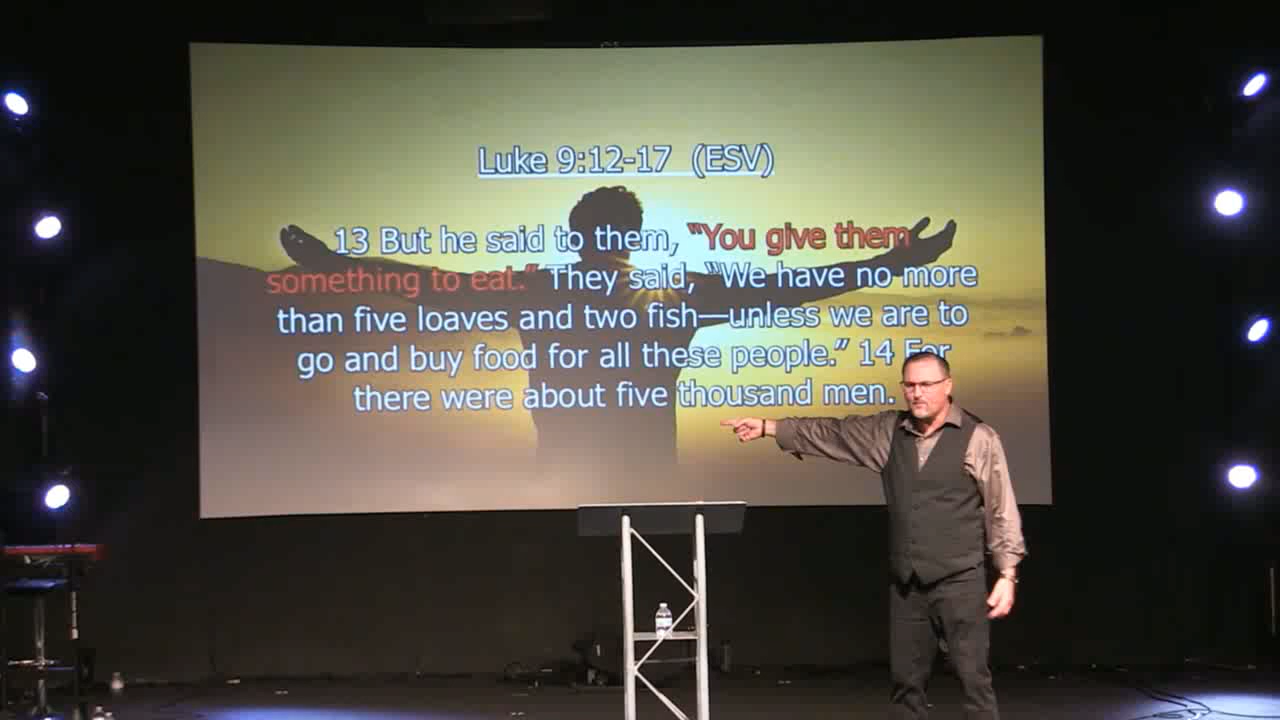 Luke 9:12-17 (ESV)
13 But he said to them, “You give them
something to eat.” They said, “We have no more
than five loaves and two fish—unless we are to
go and buy food for all these people.” 14 For
there were about five thousand men.